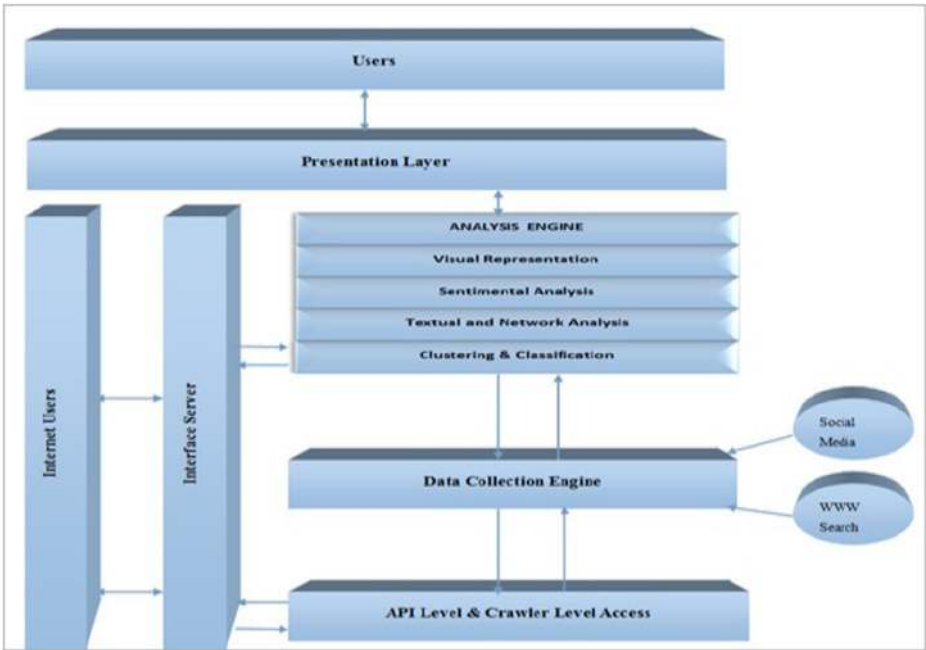 Users
Presentation Layer
ANALYSIS ENGINE
Visual Representation
Sentimental Analysis
Textual and Network Analysis
Clustering & Classification
Internet Users
Interface Server
Social
Media
Data Collection Engine
WWW
Search
API Level & Crawler Level Access